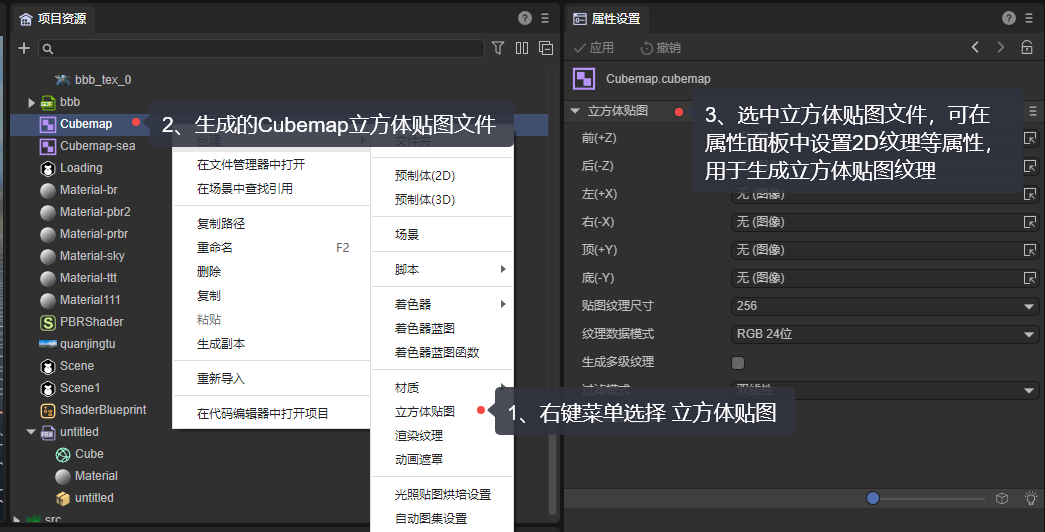 项目资源
bbb_tex_0
bbb
Cubemap
2、生成的Cubemap立方体贴图文件
Cubemap-sea
Loading
Material-br
Material-pbr2
Material-prbr
Material-sky
Material-ttt
Material111
PBRShader
quanjingtu
Scene
Scene1
ShaderBlueprint
untitled
Cube
Material
untitled
src
在文件管理器中打开
在场景中查找引用
复制路径
重命名 F2
删除
复制
粘贴
生成副本
重新导入
在代码编辑器中打开项目
预制体(2D)
预制体(3D)
场景
脚本
着色器
着色器蓝图
着色器蓝图函数
材质
立方体贴图
渲染纹理
动画遮罩
光照贴图烘培设置
自动图集设置
1、右键菜单选择 立方体贴图
属性设置
应用 撤销
Cubemap.cubemap
立方体贴图
3、选中立方体贴图文件，可在
属性面板中设置2D纹理等属性，
用于生成立方体贴图纹理
前(+Z)
后(-Z)
左(+X) 无 (图像)
右(-X) 无 (图像)
顶(+Y) 无 (图像)
底(-Y) 无 (图像)
贴图纹理尺寸 256
纹理数据模式 RGB 24位
生成多级纹理
过滤模式 双线性